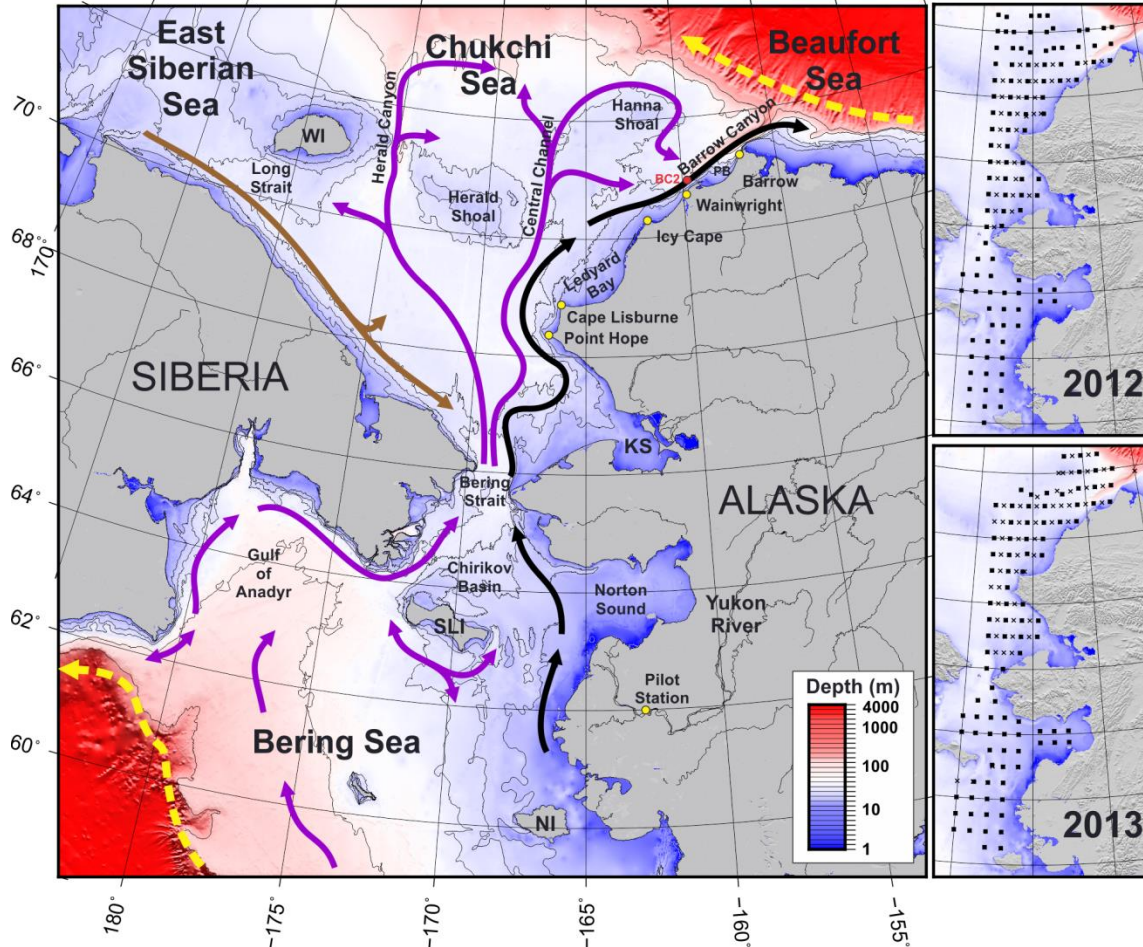 East
Siberian
Sea
Chukchi
Sea
Beaufort
Sea
WI
Long
Strait
Herald Canyon
Herald
Shoal
Central Channel
Hanna
Shoal
Barrow Canyon
BC2
PB
Barrow
Wainwright
Icy Cape
Ledyard
Bay
Cape Lisburne
Point Hope
SIBERIA
KS
Bering
Strait
ALASKA
Gulf
of
Anadyr
Chirikov
Basin
SLI
Norton
Sound
Yukon
River
Pilot
Station
Bering Sea
NI
Depth (m)
4000
1000
100
10
1
70°
68°
170°
66°
64°
62°
60°
180°
-175°
-170°
-165°
-160°
-155°
2012
2013